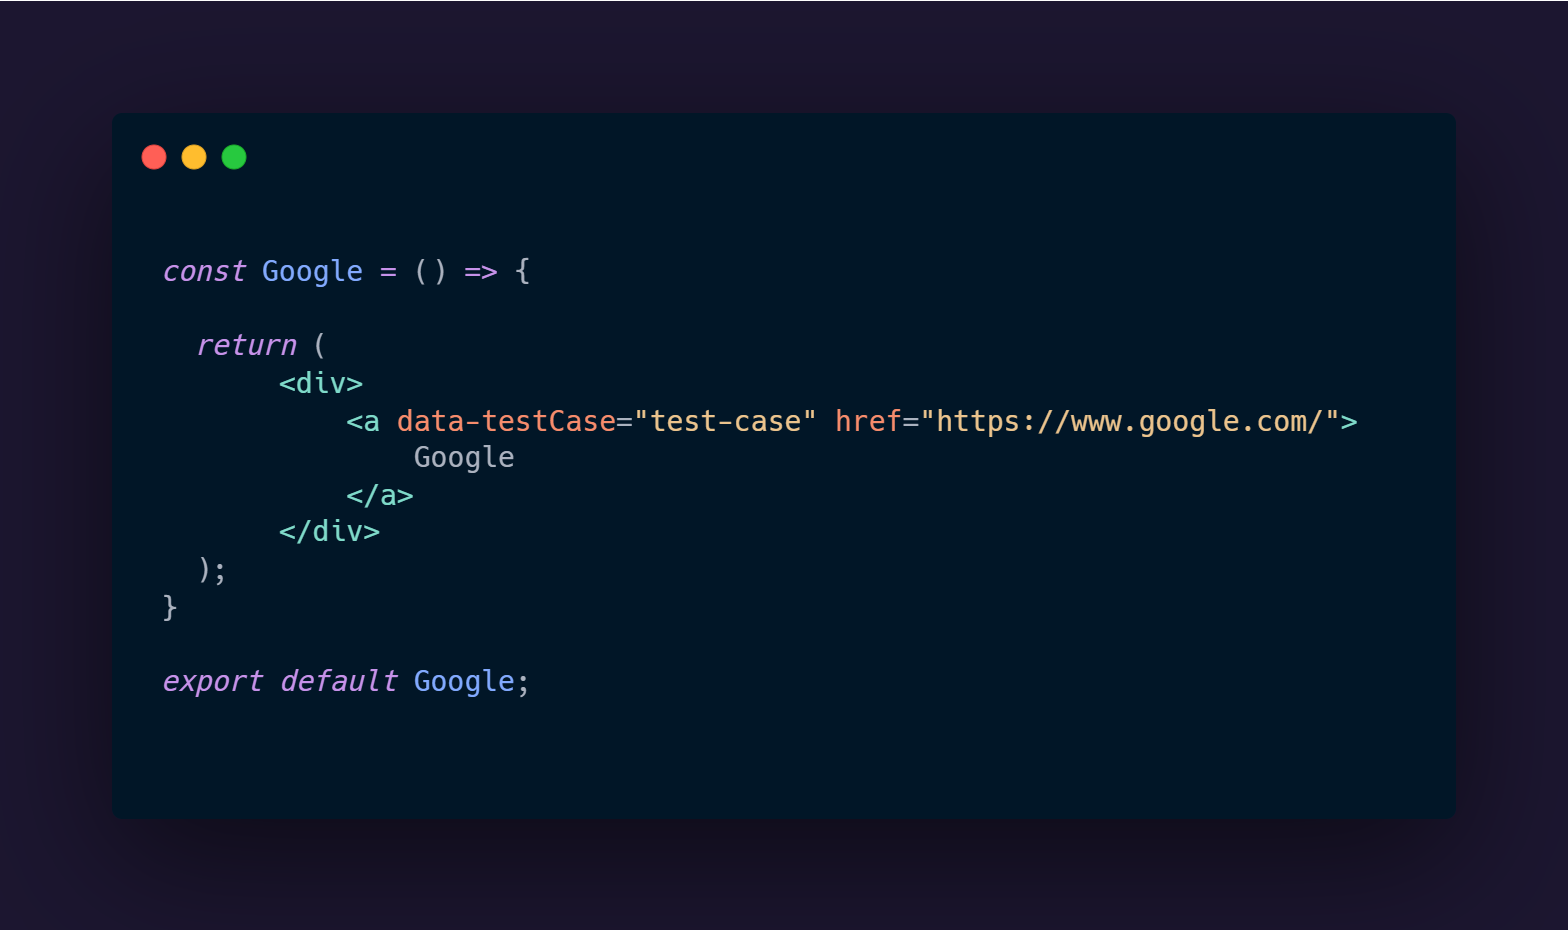 const Google = () => {
return (
<div>
<a data-testCase="test-case" href="https://www.google.com/">
Google
</a>
</div>
);
}
export default Google;